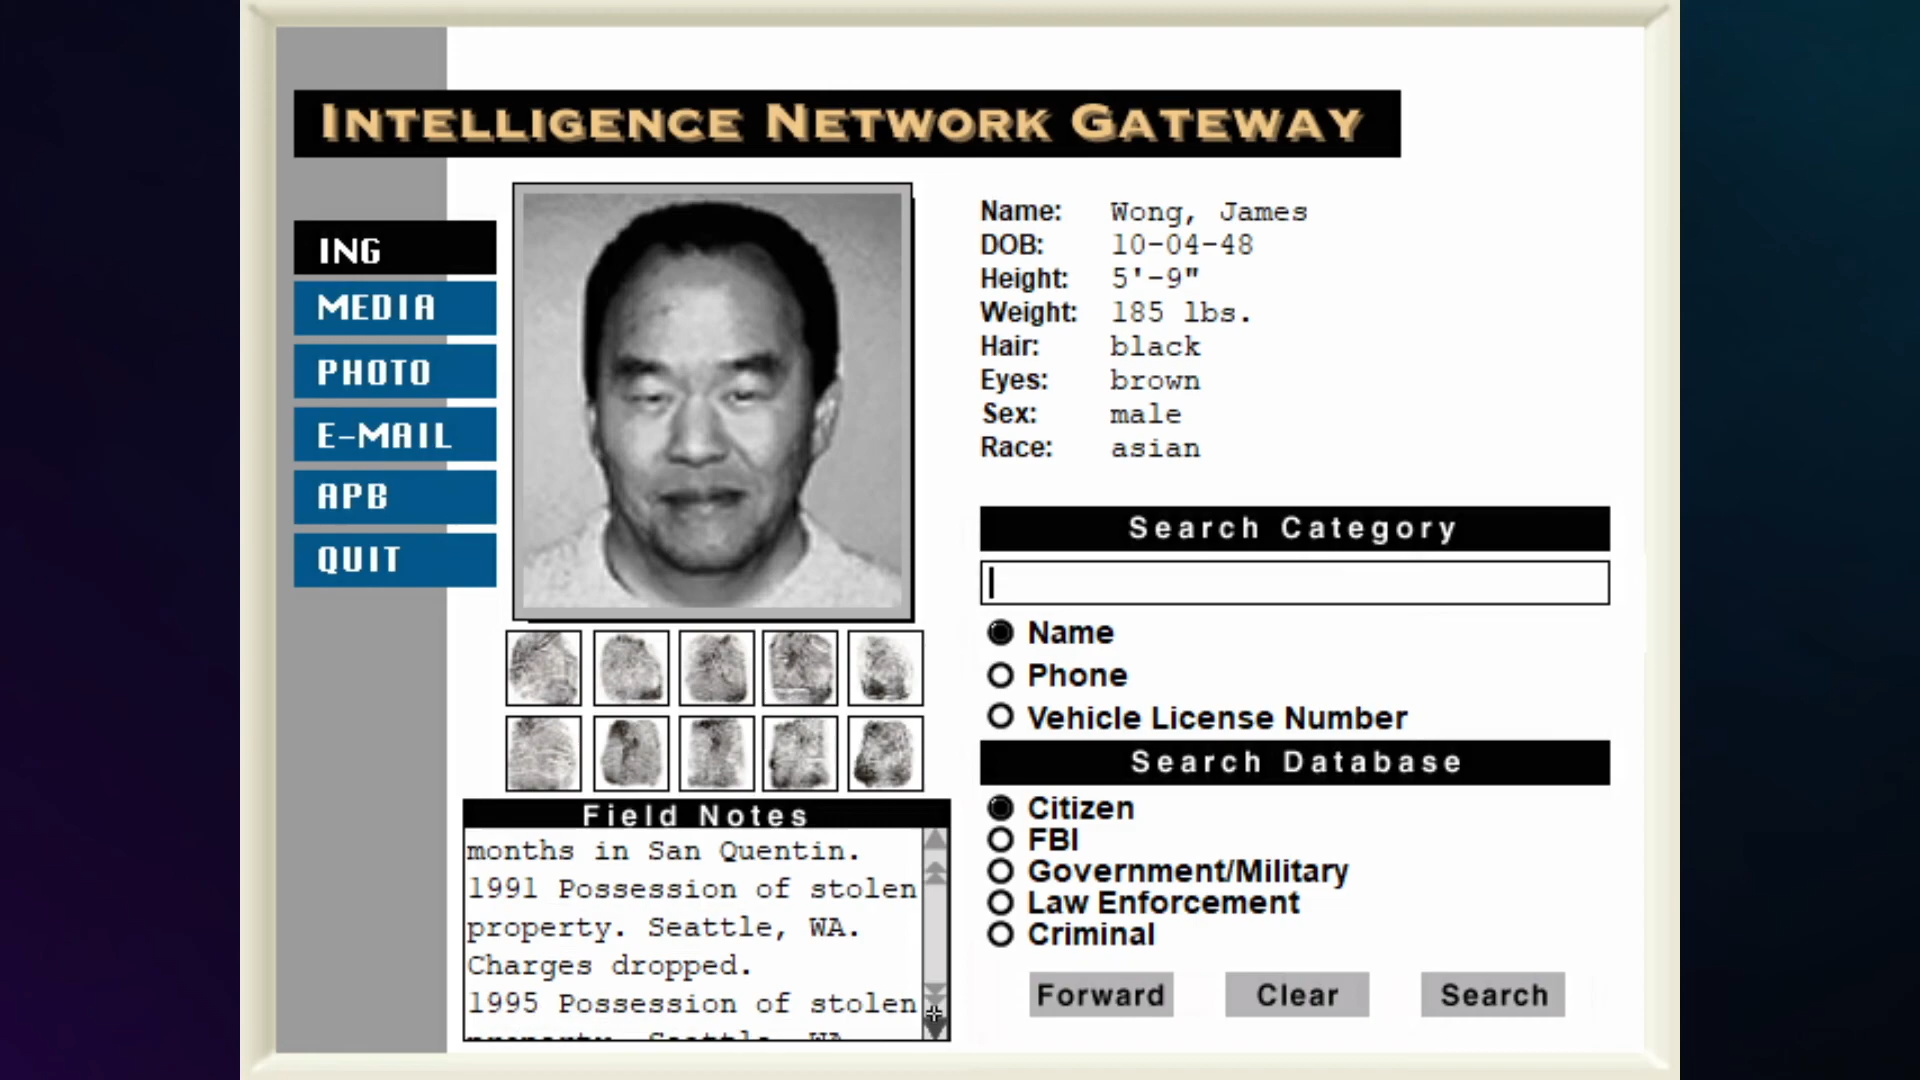 INTELLIGENCE NETWORK GATEWAY
ING
MEDIA
PHOTO
E-MAIL
APB
QUIT
Name: Wong, James
DOB: 10-04-48
Height: 5'-9"
Weight: 185 lbs.
Hair: black
Eyes: brown
Sex: male
Race: asian
Field Notes
months in San Quentin.
1991 Possession of stolen
property. Seattle, WA.
Charges dropped.
1995 Possession of stolen
property. Seattle, WA
Search Category
Name
Phone
Vehicle License Number
Search Database
Citizen
FBI
Government/Military
Law Enforcement
Criminal
Forward Clear Search